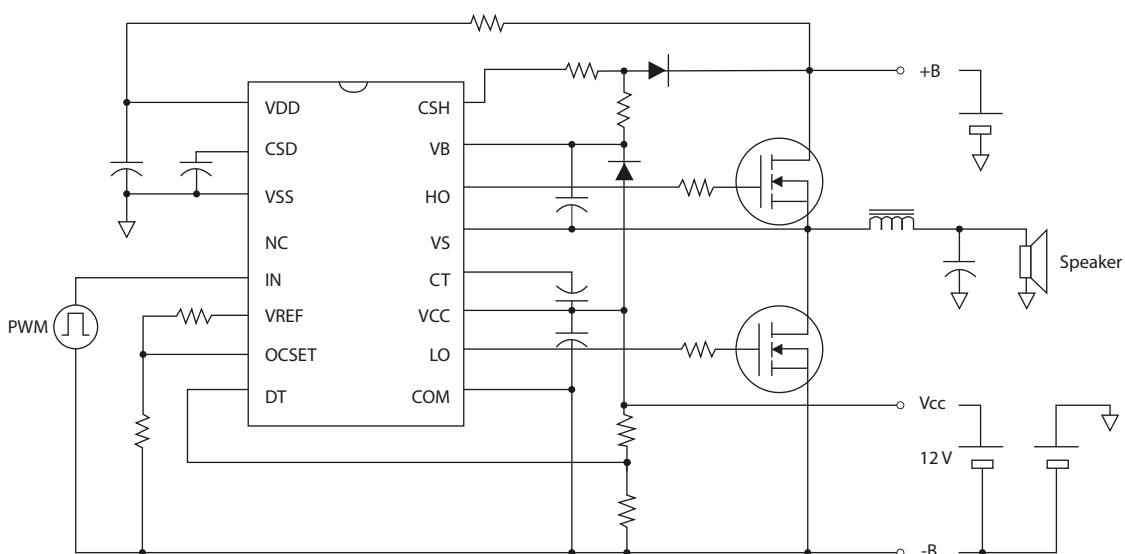 VDD
CSD
VSS
NC
IN
VREF
OCSET
DT
CSH
VB
HO
VS
CT
VCC
LO
COM
PWM
+B
Speaker
Vcc
12 V
-B